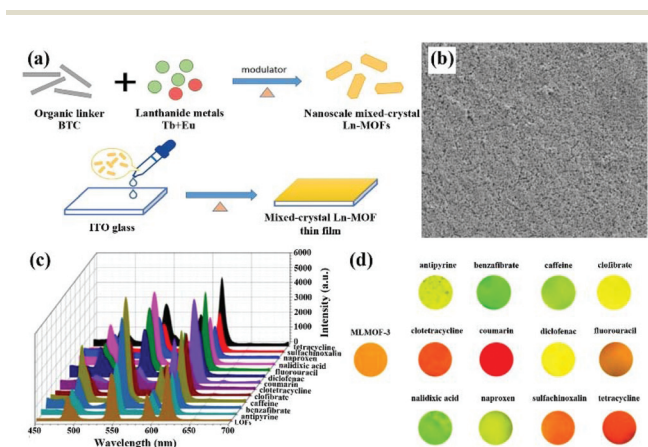 (a)
modulator
Organic linker
BTC
Lanthanide metals
Tb+Eu
Nanoscale mixed-crystal
Ln-MOFs
ITO glass
Mixed-crystal Ln-MOF
thin film
(b)
(c)
6000
5000
4000
3000
2000
1000
0
Intensity (a.u.)
tetracycline
sulfachinoxalin
naproxen
nalidixic acid
fluorouracil
diclofenac
coumarin
clotetracycline
clofibrate
caffeine
benzafibrate
antipyrine
LOFs
450 500 550 600 650 700
Wavelength (nm)
(d)
antipyrine benzafibrate caffeine clofibrate
MLMOF-3 clotetracycline coumarin diclofenac fluorouracil
nalidixic acid naproxen sulfachinoxalin tetracycline